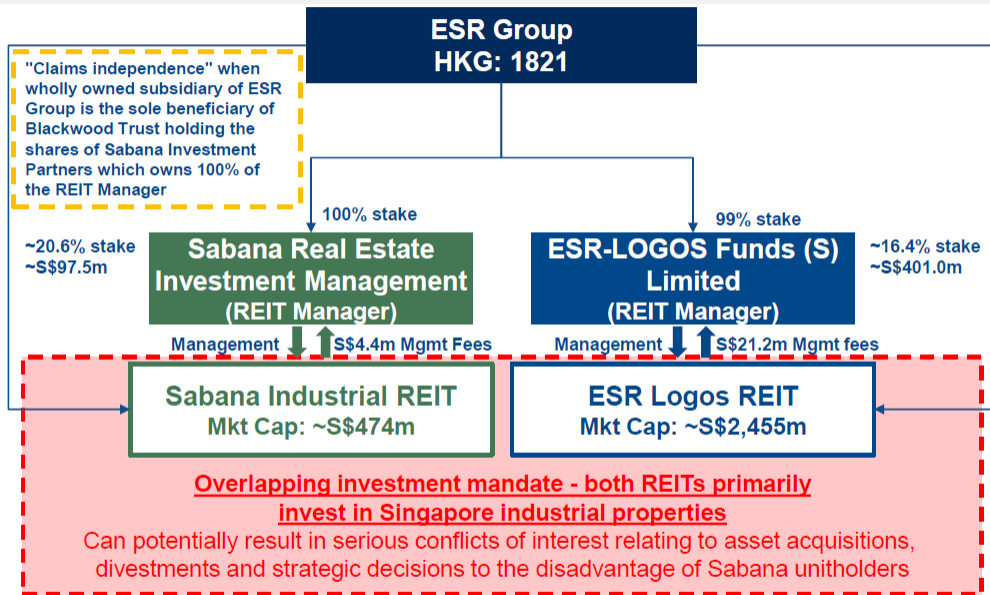 ESR Group
HKG: 1821
"Claims independence" when
wholly owned subsidiary of ESR
Group is the sole beneficiary of
Blackwood Trust holding the
shares of Sabana Investment
Partners which owns 100% of
the REIT Manager
100% stake
99% stake
~20.6% stake
~S$97.5m
Sabana Real Estate
Investment Management
(REIT Manager)
ESR-LOGOS Funds (S)
Limited
(REIT Manager)
~16.4% stake
~S$401.0m
Management
S$4.4m Mgmt Fees
Management
S$21.2m Mgmt fees
Sabana Industrial REIT
Mkt Cap: ~S$474m
ESR Logos REIT
Mkt Cap: ~S$2,455m
Overlapping investment mandate - both REITs primarily
invest in Singapore industrial properties
Can potentially result in serious conflicts of interest relating to asset acquisitions,
divestments and strategic decisions to the disadvantage of Sabana unitholders